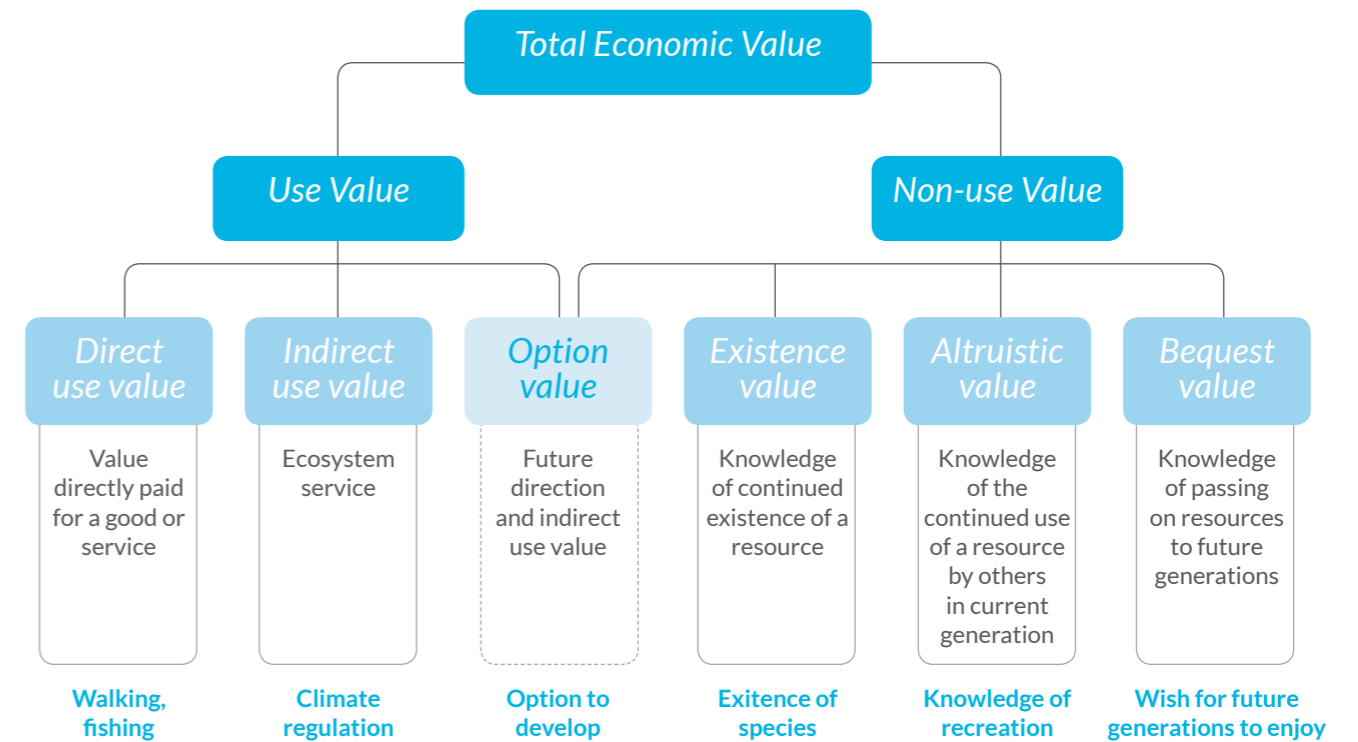 Total Economic Value
Use Value
Non-use Value
Direct
use value
Indirect
use value
Option
value
Existence
value
Altruistic
value
Bequest
value
Value
directly paid
for a good or
service
Ecosystem
service
Future
direction
and indirect
use value
Knowledge
of continued
existence of a
resource
Knowledge
of the
continued use
of a resource
by others
in current
generation
Knowledge
of passing
on resources
to future
generations
Walking,
fishing
Climate
regulation
Option to
develop
Exitence of
species
Knowledge of
recreation
Wish for future
generations to enjoy